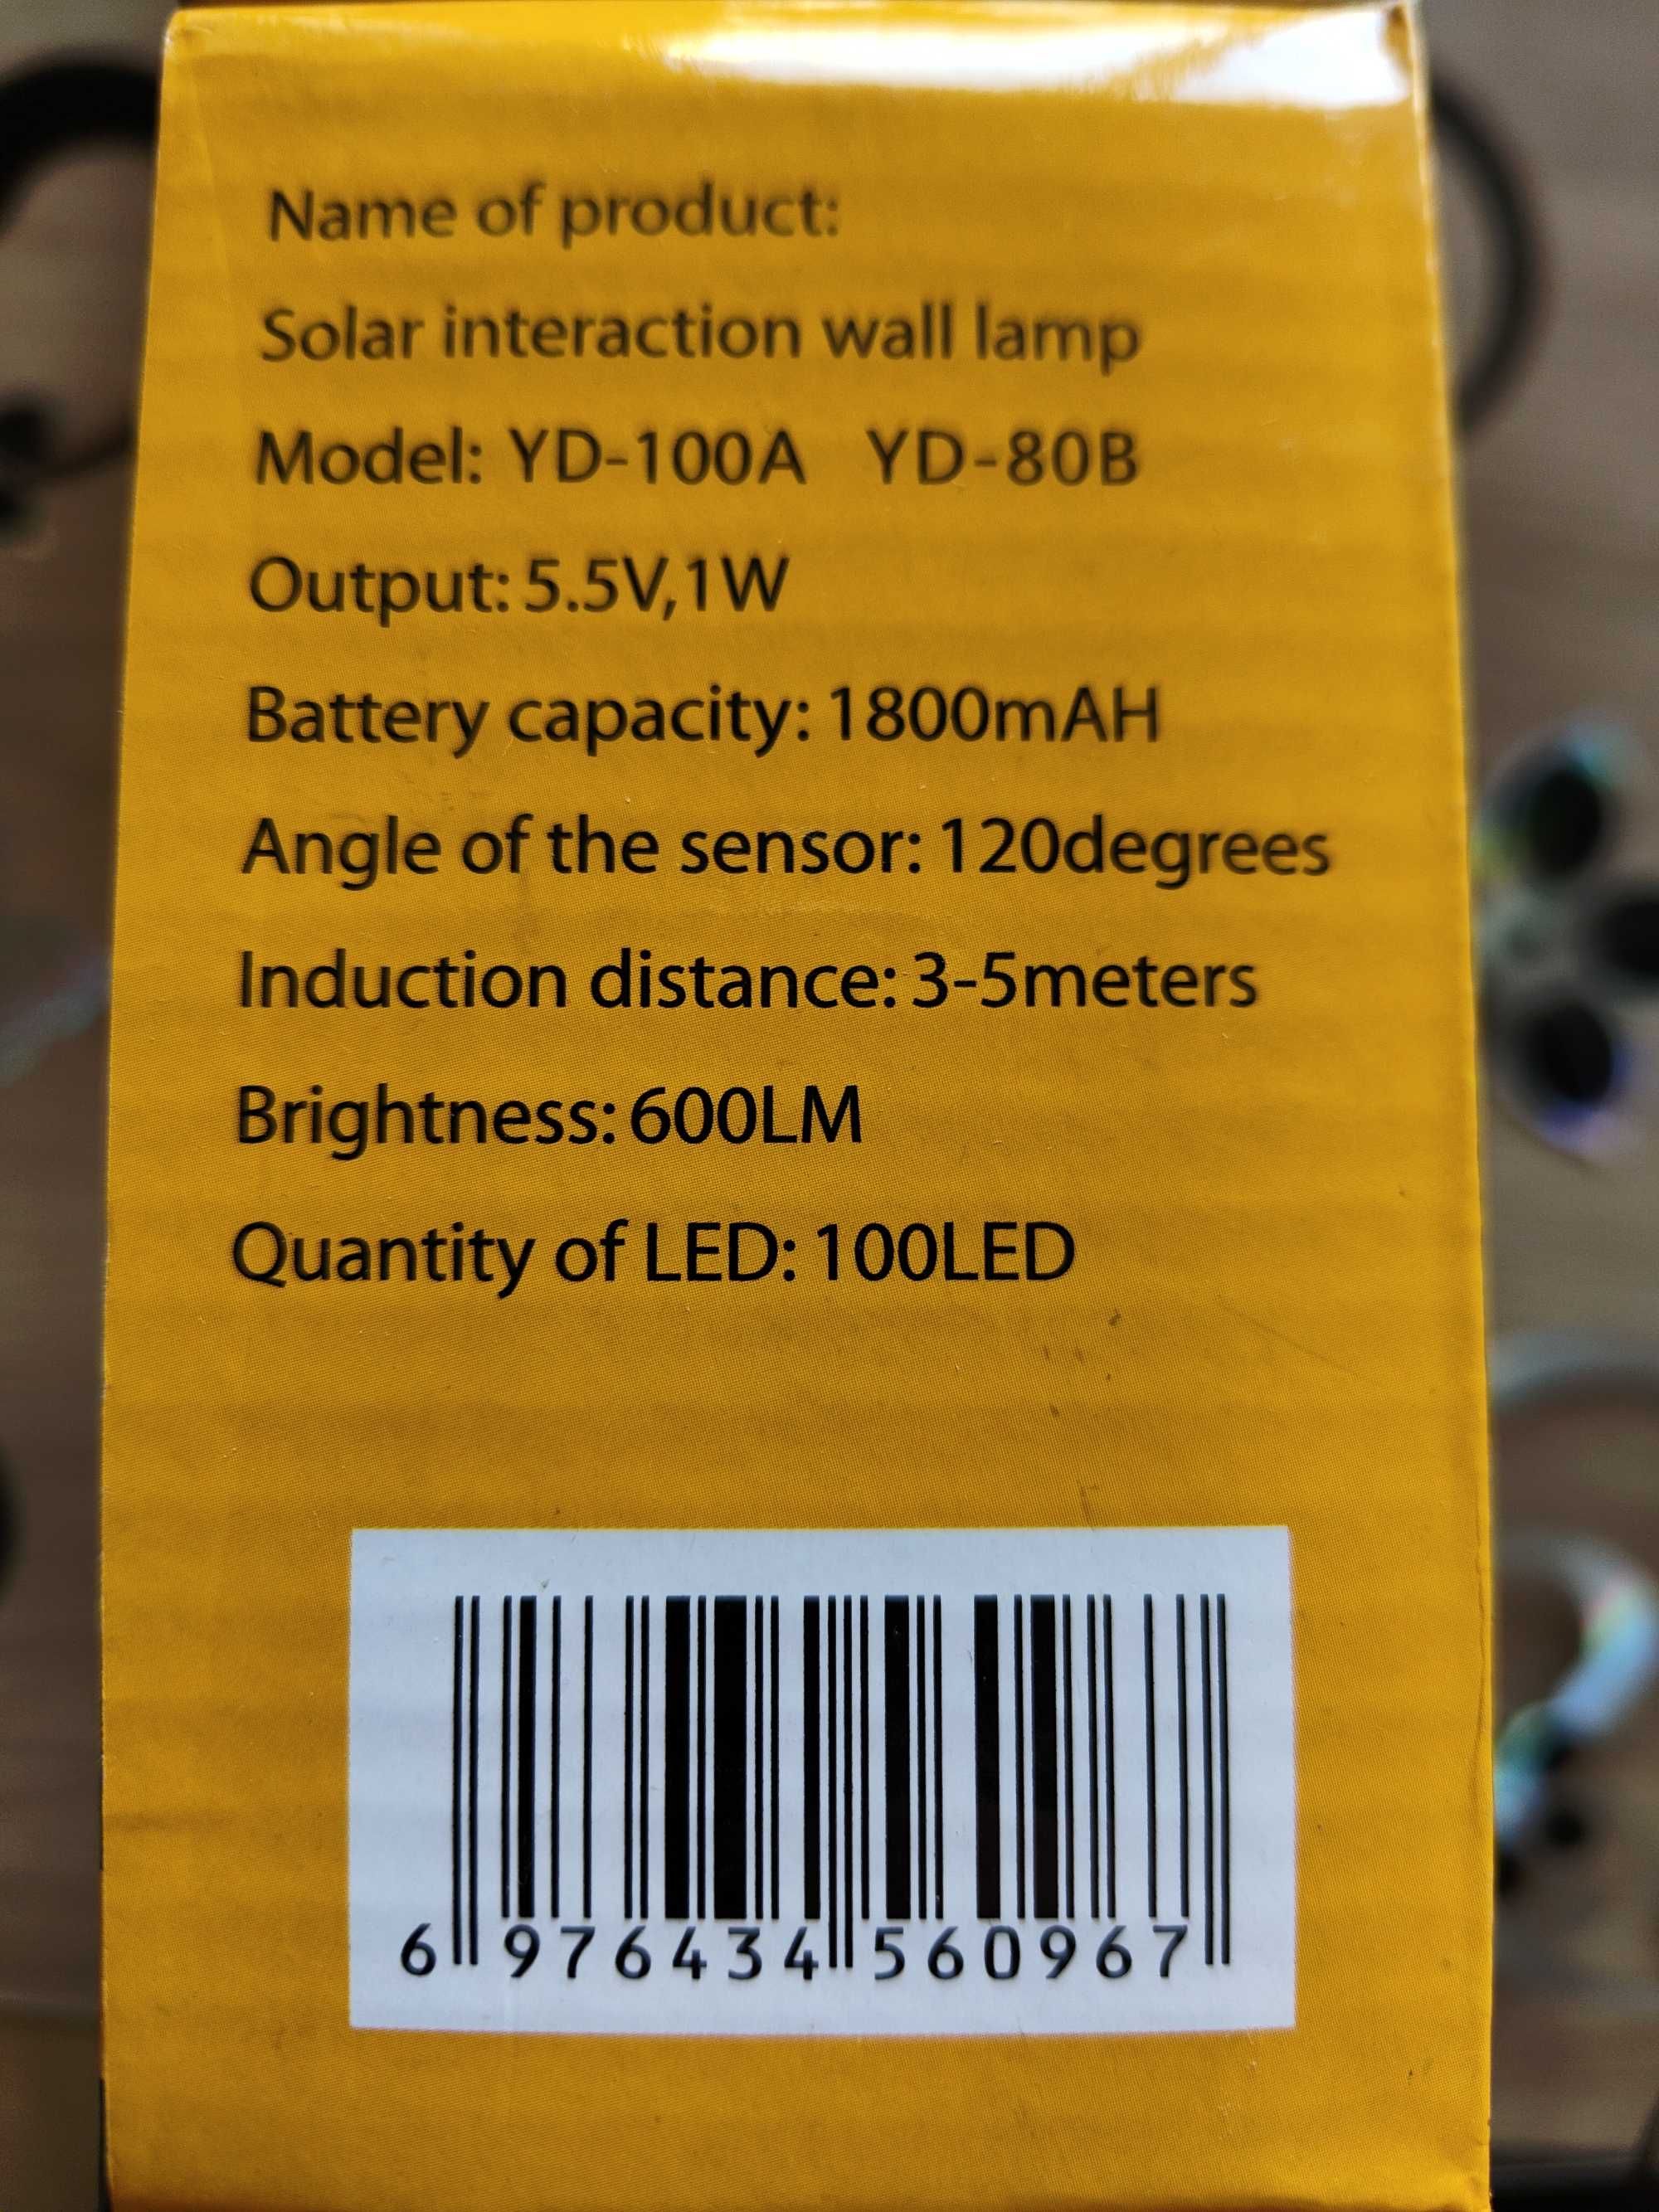 Name of product:
Solar interaction wall lamp
Model: YD-100A YD-80B
Output: 5.5V,1W
Battery capacity: 1800mAH
Angle of the sensor: 120degrees
Induction distance: 3-5meters
Brightness: 600LM
Quantity of LED: 100LED
6 976434 560967